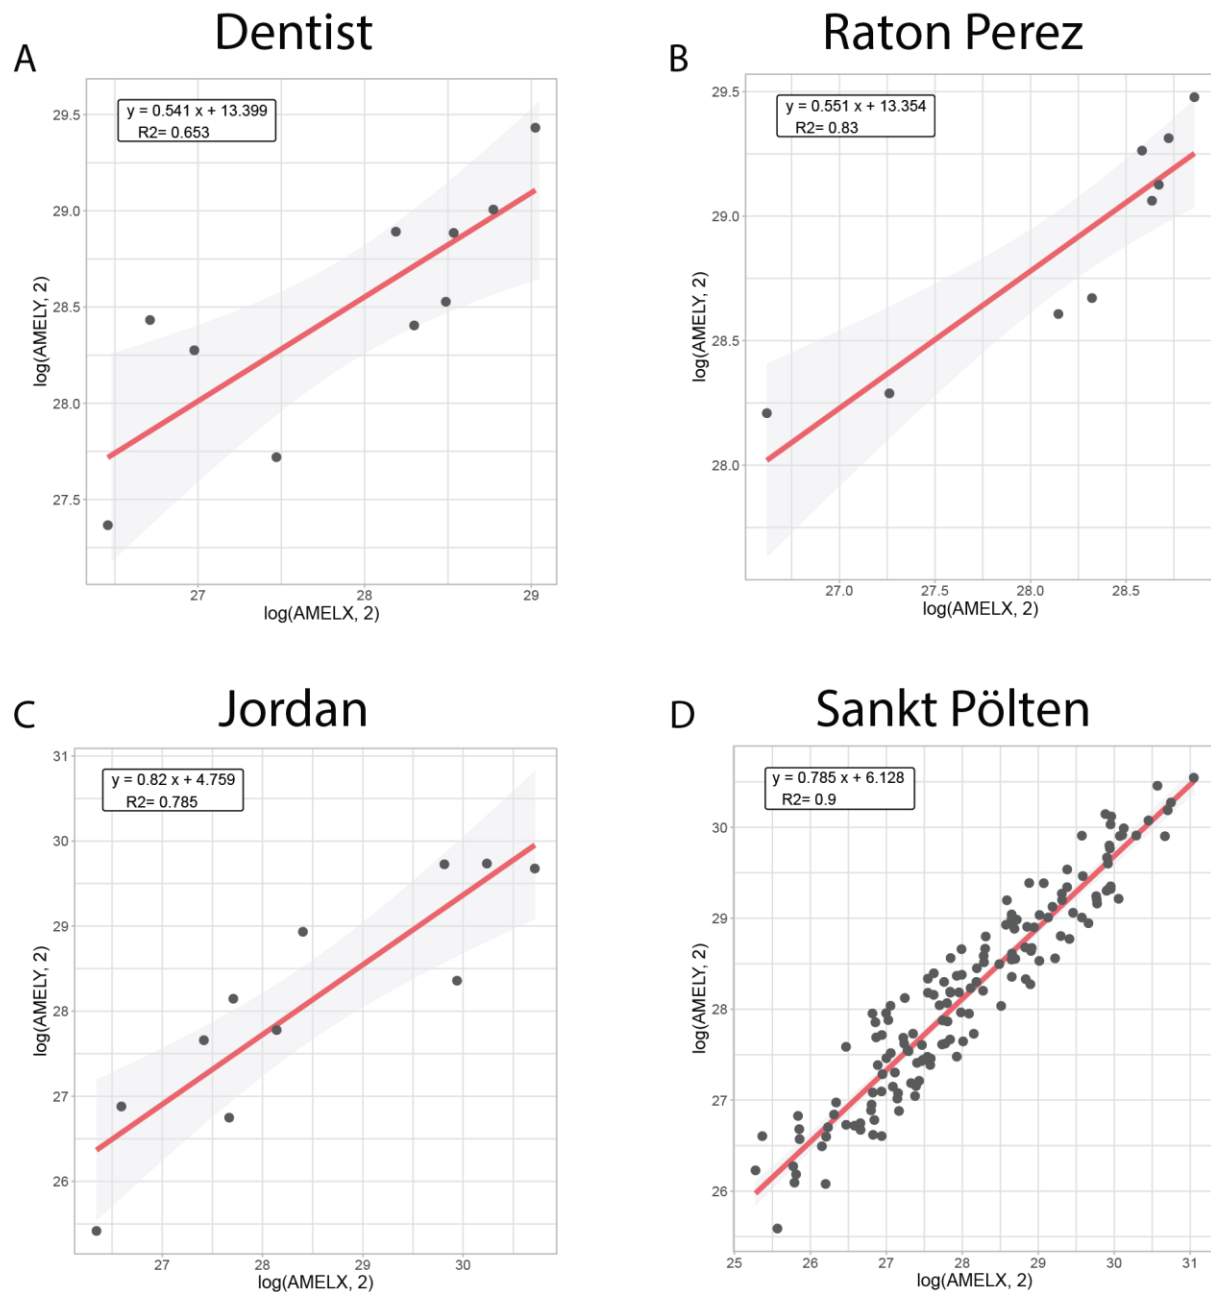 A
Dentist
y = 0.541 x + 13.399
R2= 0.653
29.5
29.0
28.5
28.0
27.5
log(AMELY, 2)
27
28
29
log(AMELX, 2)
B
Raton Perez
y = 0.551 x + 13.354
R2= 0.83
29.5
29.0
28.5
28.0
log(AMELY, 2)
27.0
27.5
28.0
28.5
log(AMELX, 2)
C
Jordan
y = 0.82 x + 4.759
R2= 0.785
31
30
29
28
27
26
log(AMELY, 2)
27
28
29
30
log(AMELX, 2)
D
Sankt Pölten
y = 0.785 x + 6.128
R2= 0.9
30
29
28
27
26
log(AMELY, 2)
25
26
27
28
29
30
31
log(AMELX, 2)